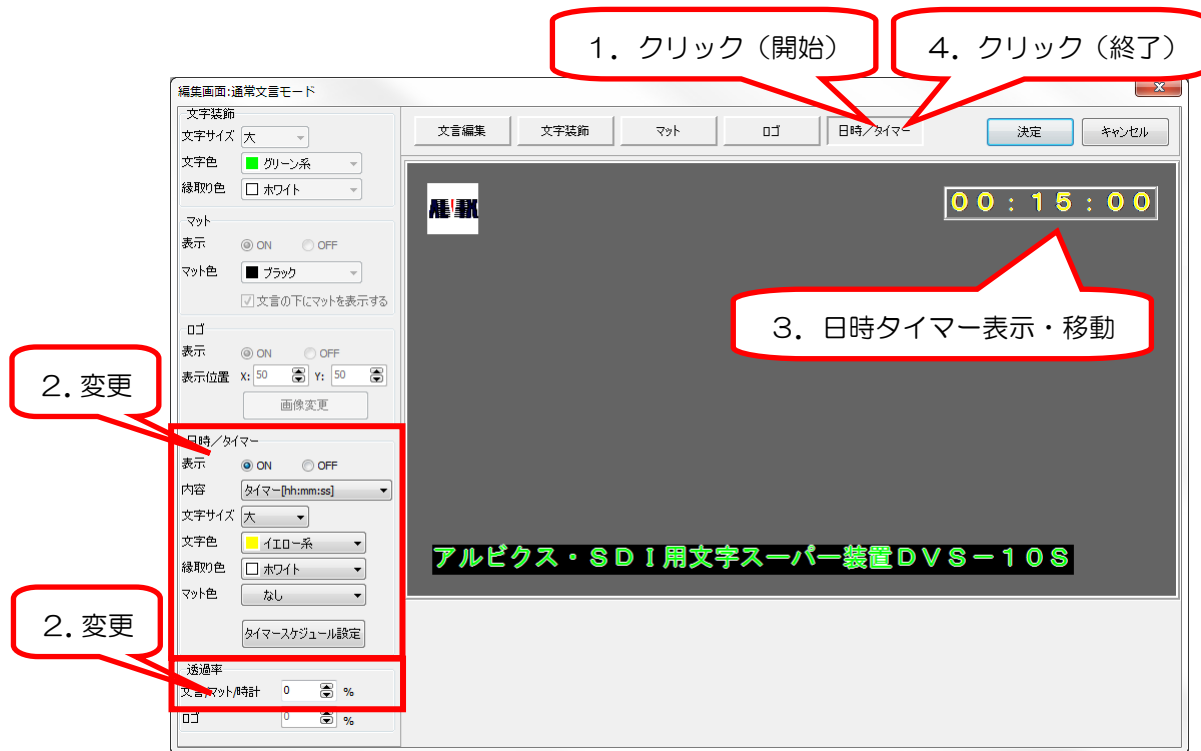 1．クリック（開始）
4．クリック（終了）
編集画面:通常文言モード
文字装飾
文字サイズ 大
文字色 グリーン系
縁取り色 ホワイト
マット
表示 ON OFF
マット色 ブラック
文言の下にマットを表示する
ロゴ
表示 ON OFF
表示位置 X: 50 Y: 50
画像変更
2．変更
日時／タイマー
表示 ON OFF
内容 タイマー[hh:mm:ss]
文字サイズ 大
文字色 イエロー系
縁取り色 ホワイト
マット色 なし
タイマースケジュール設定
2．変更
透過率
文言/マット/時計 0 %
ロゴ 0 %
文言編集 文字装飾 マット ロゴ 日時／タイマー 決定 キャンセル
００：１５：００
3．日時タイマー表示・移動
アルビクス・ＳＤＩ用文字スーパー装置ＤＶＳ－１０Ｓ